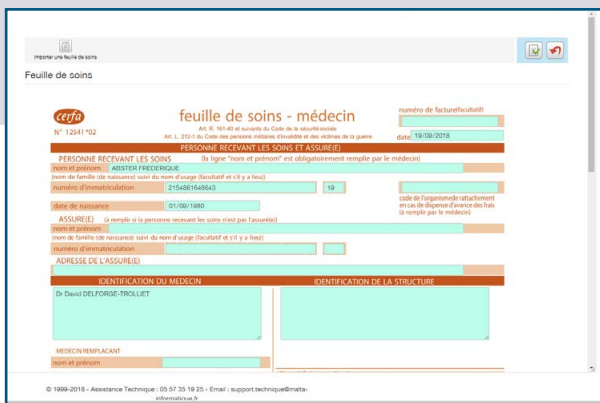 Importer une feuille de soins
Feuille de soins
cerfa
N° 12541*02
feuille de soins - médecin
Art. R. 161-40 et suivants du Code de la sécurité sociale
Art. L. 212-1 du Code des pensions militaires d'invalidité et des victimes de la guerre
numéro de facture(facultatif)
date 19/09/2018
PERSONNE RECEVANT LES SOINS ET ASSURE(E)
PERSONNE RECEVANT LES SOINS (la ligne "nom et prénom" est obligatoirement remplie par le médecin)
nom et prénom ABSTER FREDERIQUE
(nom de famille (de naissance) suivi du nom d'usage (facultatif et s'il y a lieu))
numéro d'immatriculation 2154861648643 19
code de l'organismede rattachement
en cas de dispense d'avance des frais
(à remplir par le médecin)
date de naissance 01/09/1980
ASSURE(E) (à remplir si la personne recevant les soins n'est pas l'assuré(e))
nom et prénom
(nom de famille (de naissance) suivi du nom d'usage (facultatif et s'il y a lieu))
numéro d'immatriculation
ADRESSE DE L'ASSURE(E)
IDENTIFICATION DU MEDECIN IDENTIFICATION DE LA STRUCTURE
Dr David DELFORGE-TROLLIET
MEDECIN REMPLACANT
nom et prénom
© 1999-2018 - Assistance Technique : 05 57 35 19 25 - Email : support.technique@malta-
informatique.fr